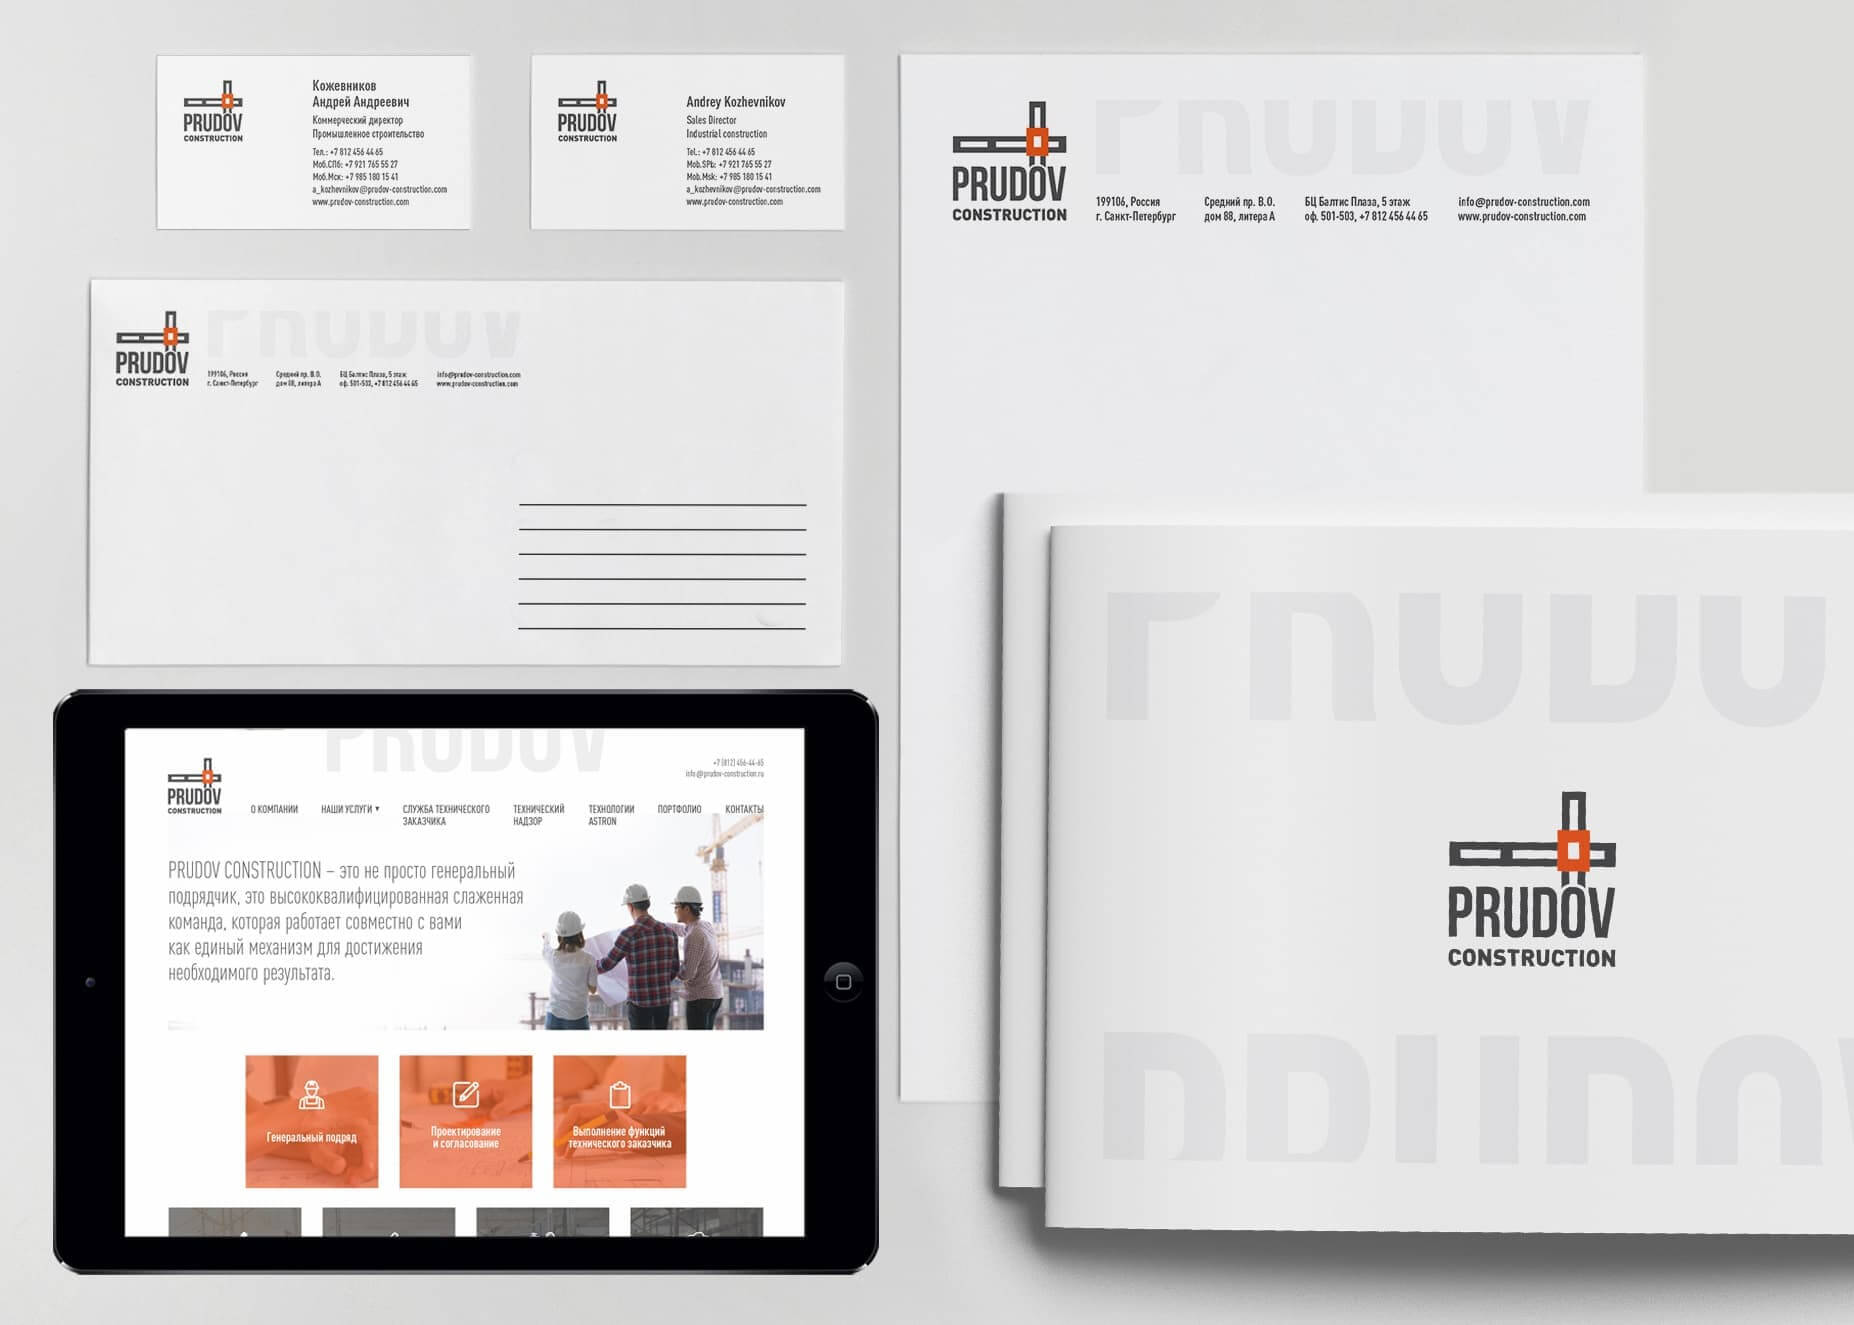 PRUDOV
CONSTRUCTION
Кожевников
Андрей Андреевич
Коммерческий директор
Промышленное строительство
Тел.: +7 812 456 44 65
Моб.СПб: +7 921 765 55 27
Моб.Мск: +7 985 180 15 41
a_kozhevnikov@prudov-construction.com
www.prudov-construction.com
PRUDOV
CONSTRUCTION
Andrey Kozhevnikov
Sales Director
Industrial construction
Tel.: +7 812 456 44 65
Mob.SPb: +7 921 765 55 27
Mob.Msk: +7 985 180 15 41
a_kozhevnikov@prudov-construction.com
www.prudov-construction.com
PRUDOV
PRUDOV
CONSTRUCTION
199106, Россия
г. Санкт-Петербург
Средний пр. В.О.
дом 88, литера А
БЦ Балтис Плаза, 5 этаж
оф. 501-503, +7 812 456 44 65
info@prudov-construction.com
www.prudov-construction.com
PRUDOV
PRUDOV
CONSTRUCTION
199106, Россия
г. Санкт-Петербург
Средний пр. В.О.
дом 88, литера А
БЦ Балтис Плаза, 5 этаж
оф. 501-503, +7 812 456 44 65
info@prudov-construction.com
www.prudov-construction.com
PRUDOV
PRUDOV
CONSTRUCTION
+7 (812) 456-44-65
info@prudov-construction.ru
О КОМПАНИИ
НАШИ УСЛУГИ ▾
СЛУЖБА ТЕХНИЧЕСКОГО
ЗАКАЗЧИКА
ТЕХНИЧЕСКИЙ
НАДЗОР
ТЕХНОЛОГИИ
ASTRON
ПОРТФОЛИО
КОНТАКТЫ
PRUDOV CONSTRUCTION – это не просто генеральный
подрядчик, это высококвалифицированная слаженная
команда, которая работает совместно с вами
как единый механизм для достижения
необходимого результата.
Генеральный подряд
Проектирование
и согласование
Выполнение функций
технического заказчика
PRUDO
PRUDOV
CONSTRUCTION
PRUDOV